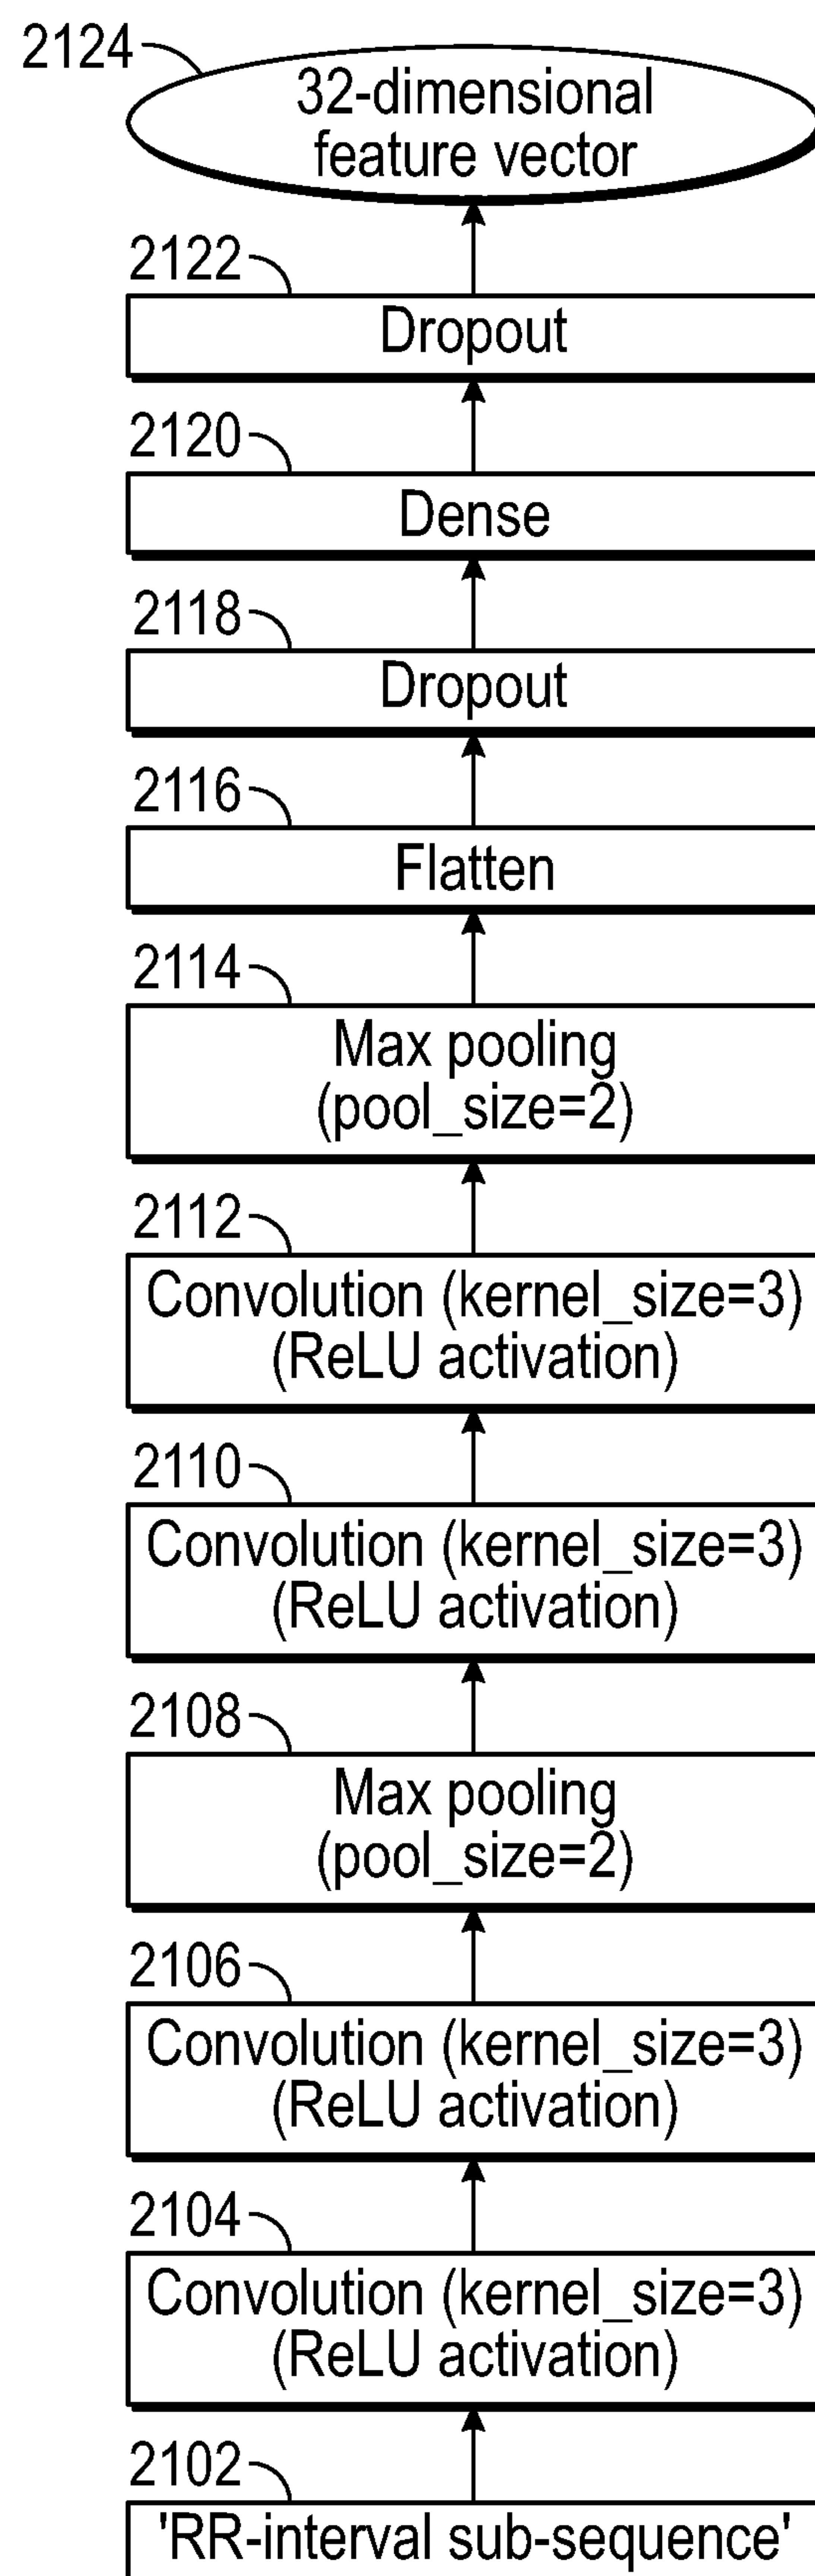 2124
32-dimensional
feature vector
2122
Dropout
2120
Dense
2118
Dropout
2116
Flatten
2114
Max pooling
(pool_size=2)
2112
Convolution (kernel_size=3)
(ReLU activation)
2110
Convolution (kernel_size=3)
(ReLU activation)
2108
Max pooling
(pool_size=2)
2106
Convolution (kernel_size=3)
(ReLU activation)
2104
Convolution (kernel_size=3)
(ReLU activation)
2102
'RR-interval sub-sequence'